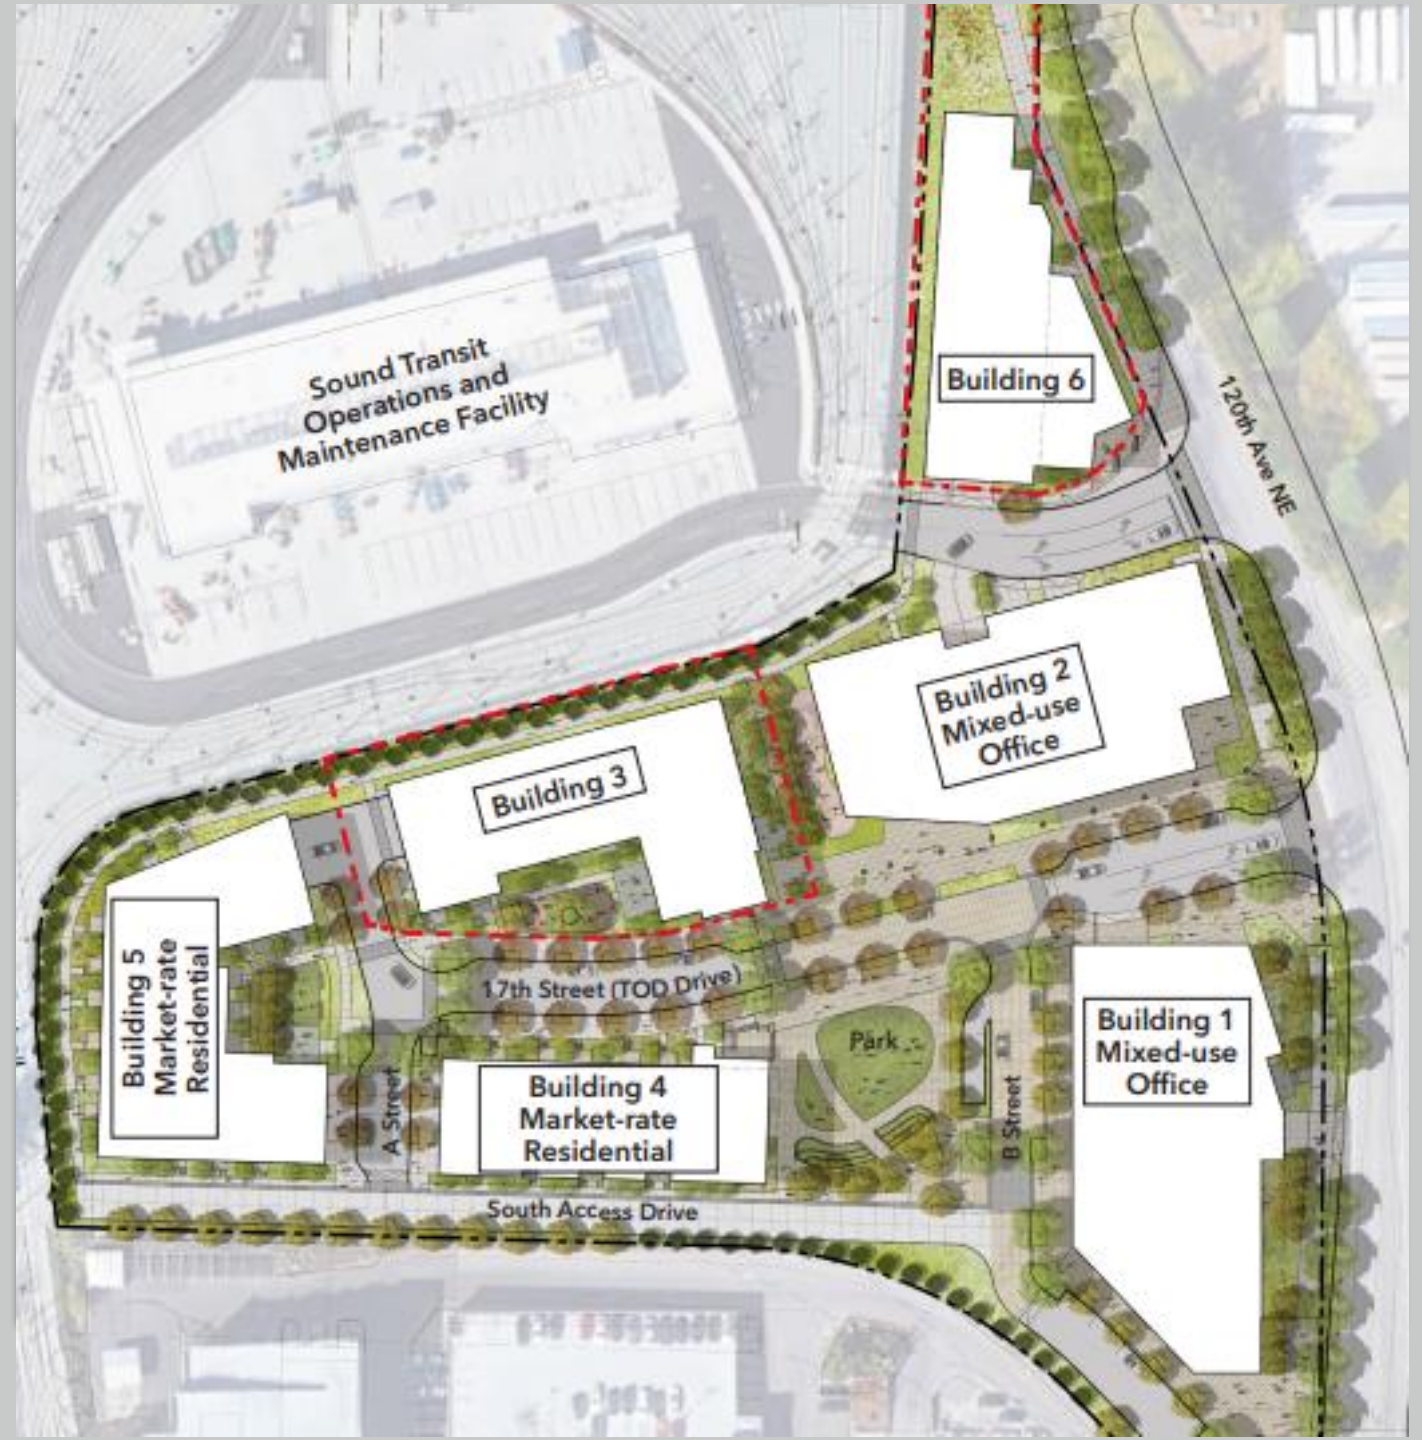 Sound Transit
Operations and
Maintenance Facility
Building 6
120th Ave NE
Building 2
Mixed-use
Office
Building 3
Building 5
Market-rate
Residential
17th Street (TOD Drive)
Park
Building 1
Mixed-use
Office
Building 4
Market-rate
Residential
A Street
B Street
South Access Drive